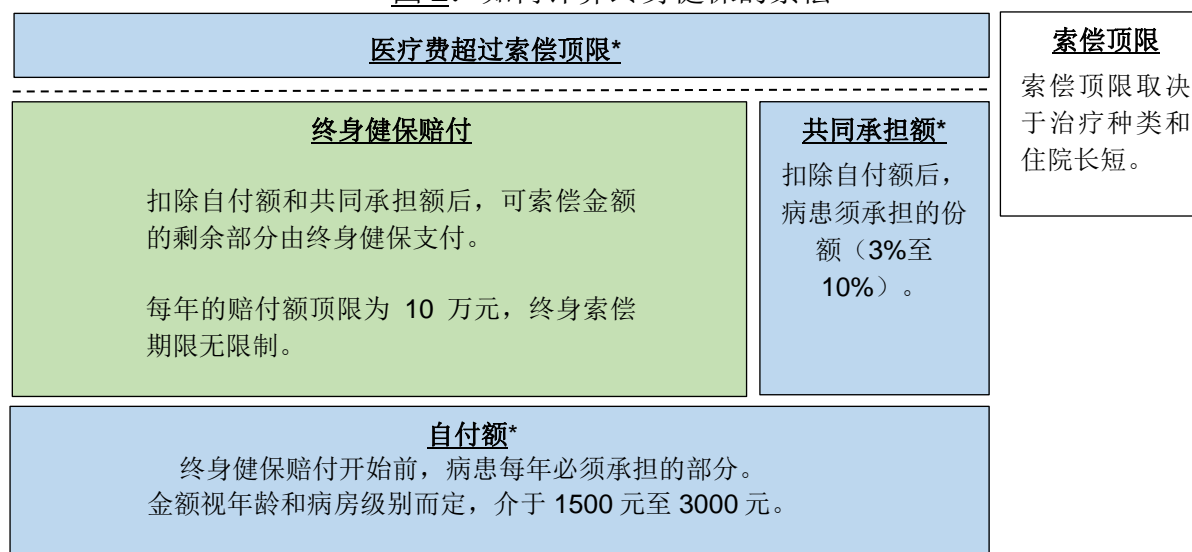 医疗费超过索偿顶限*
索偿顶限
索偿顶限取决
于治疗种类和
住院长短。
终身健保赔付
扣除自付额和共同承担额后，可索偿金额
的剩余部分由终身健保支付。
每年的赔付额顶限为 10 万元，终身索偿
期限无限制。
共同承担额*
扣除自付额后，
病患须承担的份
额（3%至
10%）。
自付额*
终身健保赔付开始前，病患每年必须承担的部分。
金额视年龄和病房级别而定，介于 1500 元至 3000 元。